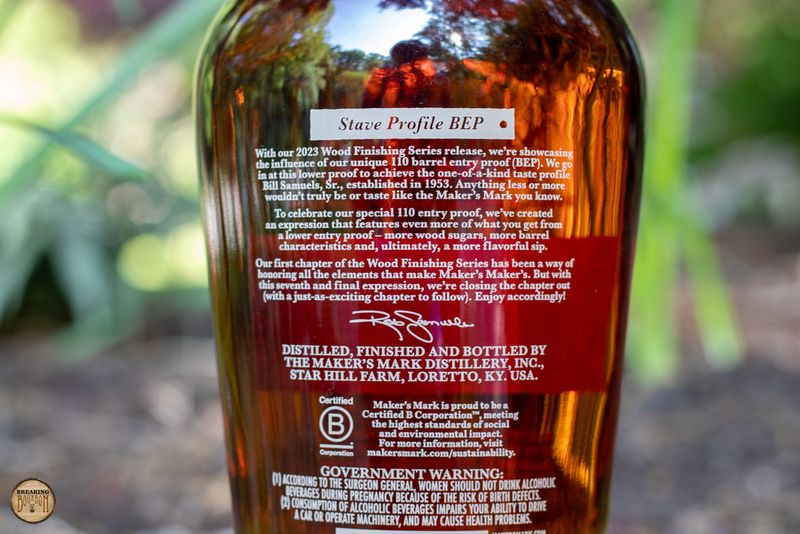 Stave Profile BEP
With our 2023 Wood Finishing Series release, we're showcasing
the influence of our unique 110 barrel entry proof (BEP). We go
in at this lower proof to achieve the one-of-a-kind taste profile
Bill Samuels, Sr., established in 1953. Anything less or more
wouldn't truly be or taste like the Maker's Mark you know.
To celebrate our special 110 entry proof, we've created
an expression that features even more of what you get from
a lower entry proof – more wood sugars, more barrel
characteristics and, ultimately, a more flavorful sip.
Our first chapter of the Wood Finishing Series has been a way of
honoring all the elements that make Maker's Maker's. But with
this seventh and final expression, we're closing the chapter out
(with a just-as-exciting chapter to follow). Enjoy accordingly!
Rob Samuels
DISTILLED, FINISHED AND BOTTLED BY
THE MAKER'S MARK DISTILLERY, INC.,
STAR HILL FARM, LORETTO, KY. USA.
Certified
B
Corporation
Maker's Mark is proud to be a
Certified B Corporation™, meeting
the highest standards of social
and environmental impact.
For more information, visit
makersmark.com/sustainability.
GOVERNMENT WARNING:
(1) ACCORDING TO THE SURGEON GENERAL, WOMEN SHOULD NOT DRINK ALCOHOLIC
BEVERAGES DURING PREGNANCY BECAUSE OF THE RISK OF BIRTH DEFECTS.
(2) CONSUMPTION OF ALCOHOLIC BEVERAGES IMPAIRS YOUR ABILITY TO DRIVE
A CAR OR OPERATE MACHINERY, AND MAY CAUSE HEALTH PROBLEMS.
BREAKING
BOURBON